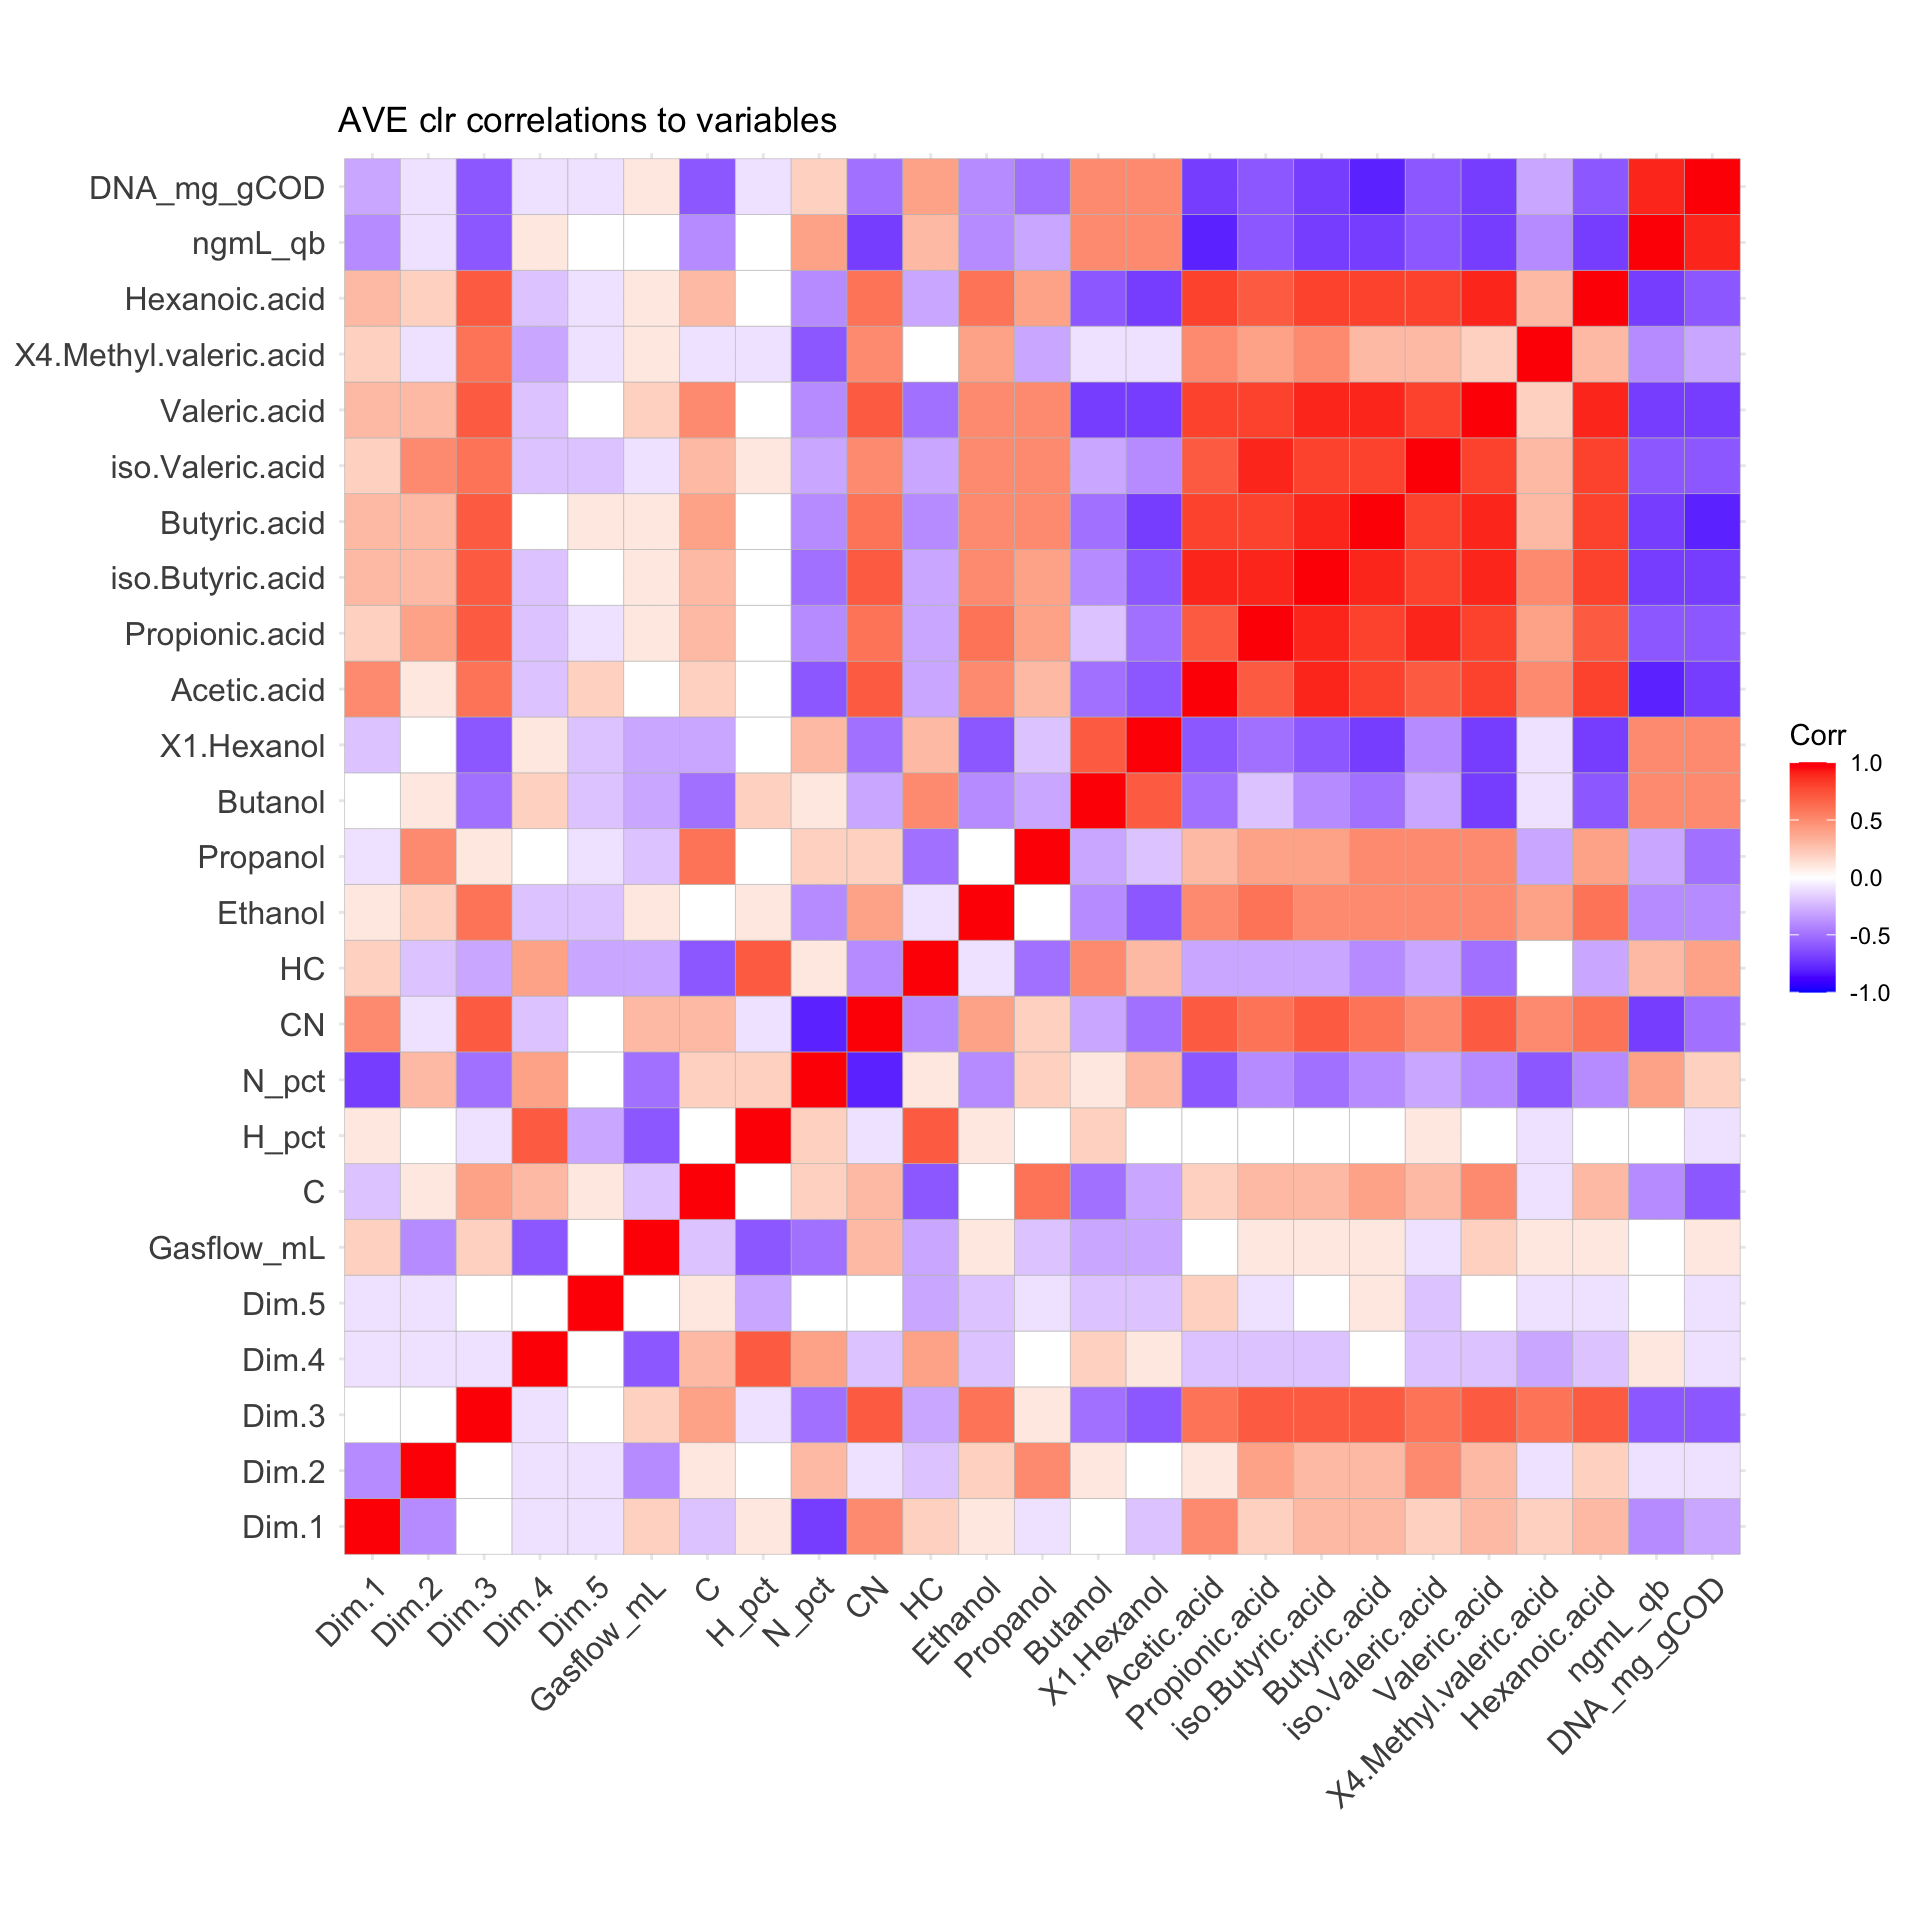 AVE clr correlations to variables
DNA_mg_gCOD
ngmL_qb
Hexanoic.acid
X4.Methyl.valeric.acid
Valeric.acid
iso.Valeric.acid
Butyric.acid
iso.Butyric.acid
Propionic.acid
Acetic.acid
X1.Hexanol
Butanol
Propanol
Ethanol
HC
CN
N_pct
H_pct
C
Gasflow_mL
Dim.5
Dim.4
Dim.3
Dim.2
Dim.1
Dim.1
Dim.2
Dim.3
Dim.4
Dim.5
Gasflow_mL
C
H_pct
N_pct
CN
HC
Ethanol
Propanol
Butanol
X1.Hexanol
Acetic.acid
Propionic.acid
iso.Butyric.acid
Butyric.acid
iso.Valeric.acid
Valeric.acid
X4.Methyl.valeric.acid
Hexanoic.acid
ngmL_qb
DNA_mg_gCOD
Corr
1.0
0.5
0.0
-0.5
-1.0